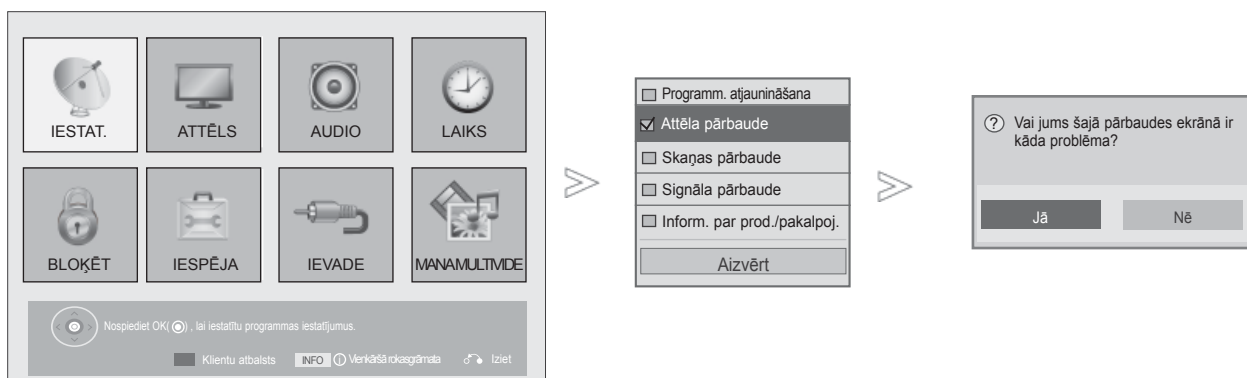 IESTAT.
ATTĒLS
AUDIO
LAIKS
BLOĶĒT
IESPĒJA
IEVADE
MANAMULTIVIDE
Nospiediet OK( ) , lai iestatītu programmas iestatījumus.
Klientu atbalsts INFO i Vienkāršā rokasgrāmata Iziet
Programm. atjaunināšana
Attēla pārbaude
Skaņas pārbaude
Signāla pārbaude
Inform. par prod./pakalpoj.
Aizvērt
? Vai jums šajā pārbaudes ekrānā ir
kāda problēma?
Jā Nē